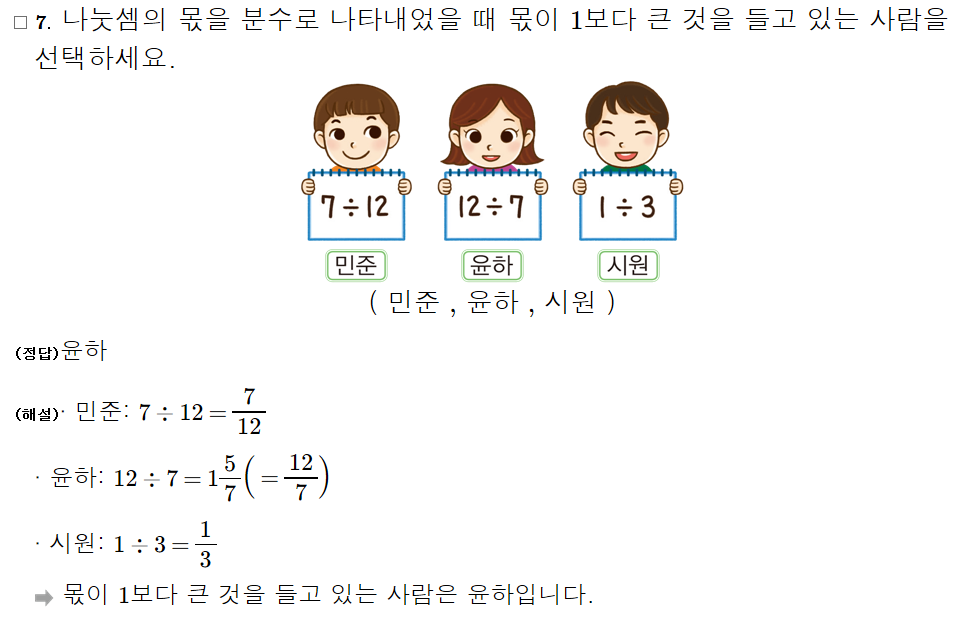 □ 7. 나눗셈의 몫을 분수로 나타내었을 때 몫이 1보다 큰 것을 들고 있는 사람을
선택하세요.
7÷12 12÷7 1÷3
민준 윤하 시원
( 민준 , 윤하 , 시원 )
(정답)윤하
(해설)· 민준: 7 ÷ 12 = 7/12
· 윤하: 12 ÷ 7 = 1 5/7 ( = 12/7 )
· 시원: 1 ÷ 3 = 1/3
➡ 몫이 1보다 큰 것을 들고 있는 사람은 윤하입니다.